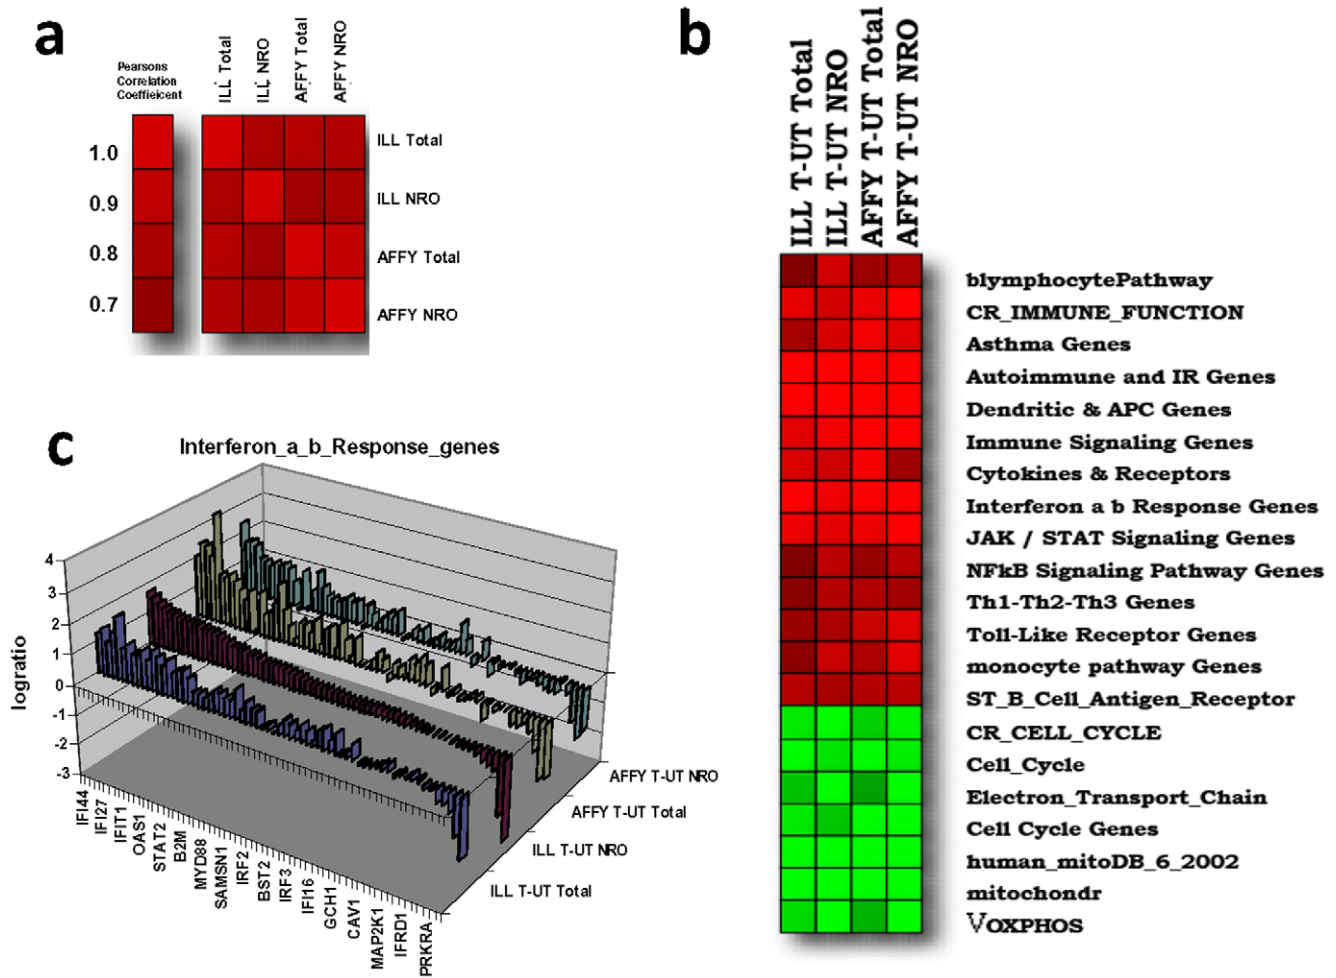 a
Pearsons
Correlation
Coeffieicent
ILL Total
ILL NRO
AFFY Total
AFFY NRO
1.0
0.9
0.8
0.7
ILL Total
ILL NRO
AFFY Total
AFFY NRO
b
ILL T-UT Total
ILL T-UT NRO
AFFY T-UT Total
AFFY T-UT NRO
blymphocytePathway
CR_IMMUNE_FUNCTION
Asthma Genes
Autoimmune and IR Genes
Dendritic & APC Genes
Immune Signaling Genes
Cytokines & Receptors
Interferon a b Response Genes
JAK / STAT Signaling Genes
NFkB Signaling Pathway Genes
Th1-Th2-Th3 Genes
Toll-Like Receptor Genes
monocyte pathway Genes
ST_B_Cell_Antigen_Receptor
CR_CELL_CYCLE
Cell_Cycle
Electron_Transport_Chain
Cell Cycle Genes
human_mitoDB_6_2002
mitochondr
VOXPHOS
c
Interferon_a_b_Response_genes
logratio
4
3
2
1
0
-1
-2
-3
IFI44
IFI27
IFIT1
OAS1
STAT2
B2M
MYD88
SAMSN1
IRF2
BST2
IRF3
IFI16
GCH1
CAV1
MAP2K1
IFRD1
PRKRA
AFFY T-UT NRO
AFFY T-UT Total
ILL T-UT NRO
ILL T-UT Total